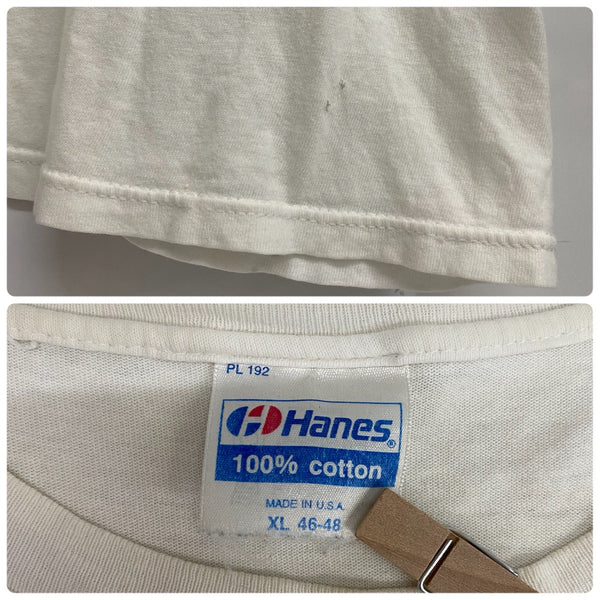 PL 192
Hanes®
100% cotton
MADE IN U.S.A.
XL 46-48